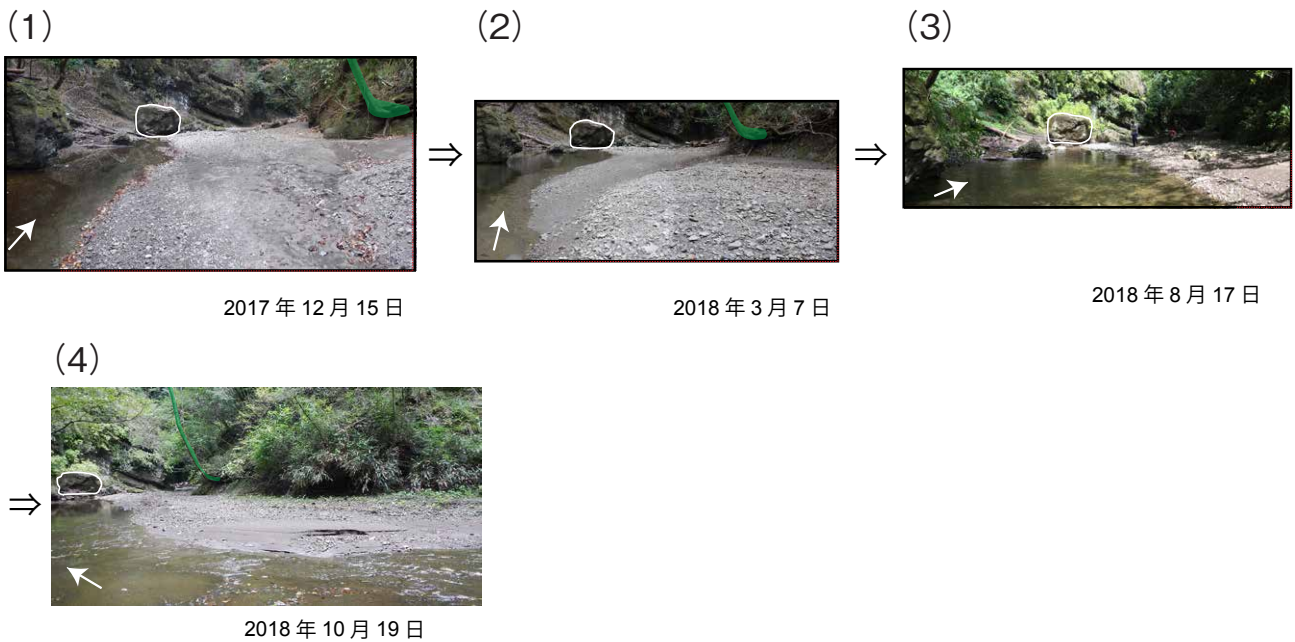 (1)
(2)
(3)
⇒
⇒
2017 年 12 月 15 日
2018 年 3 月 7 日
2018 年 8 月 17 日
(4)
⇒
2018 年 10 月 19 日